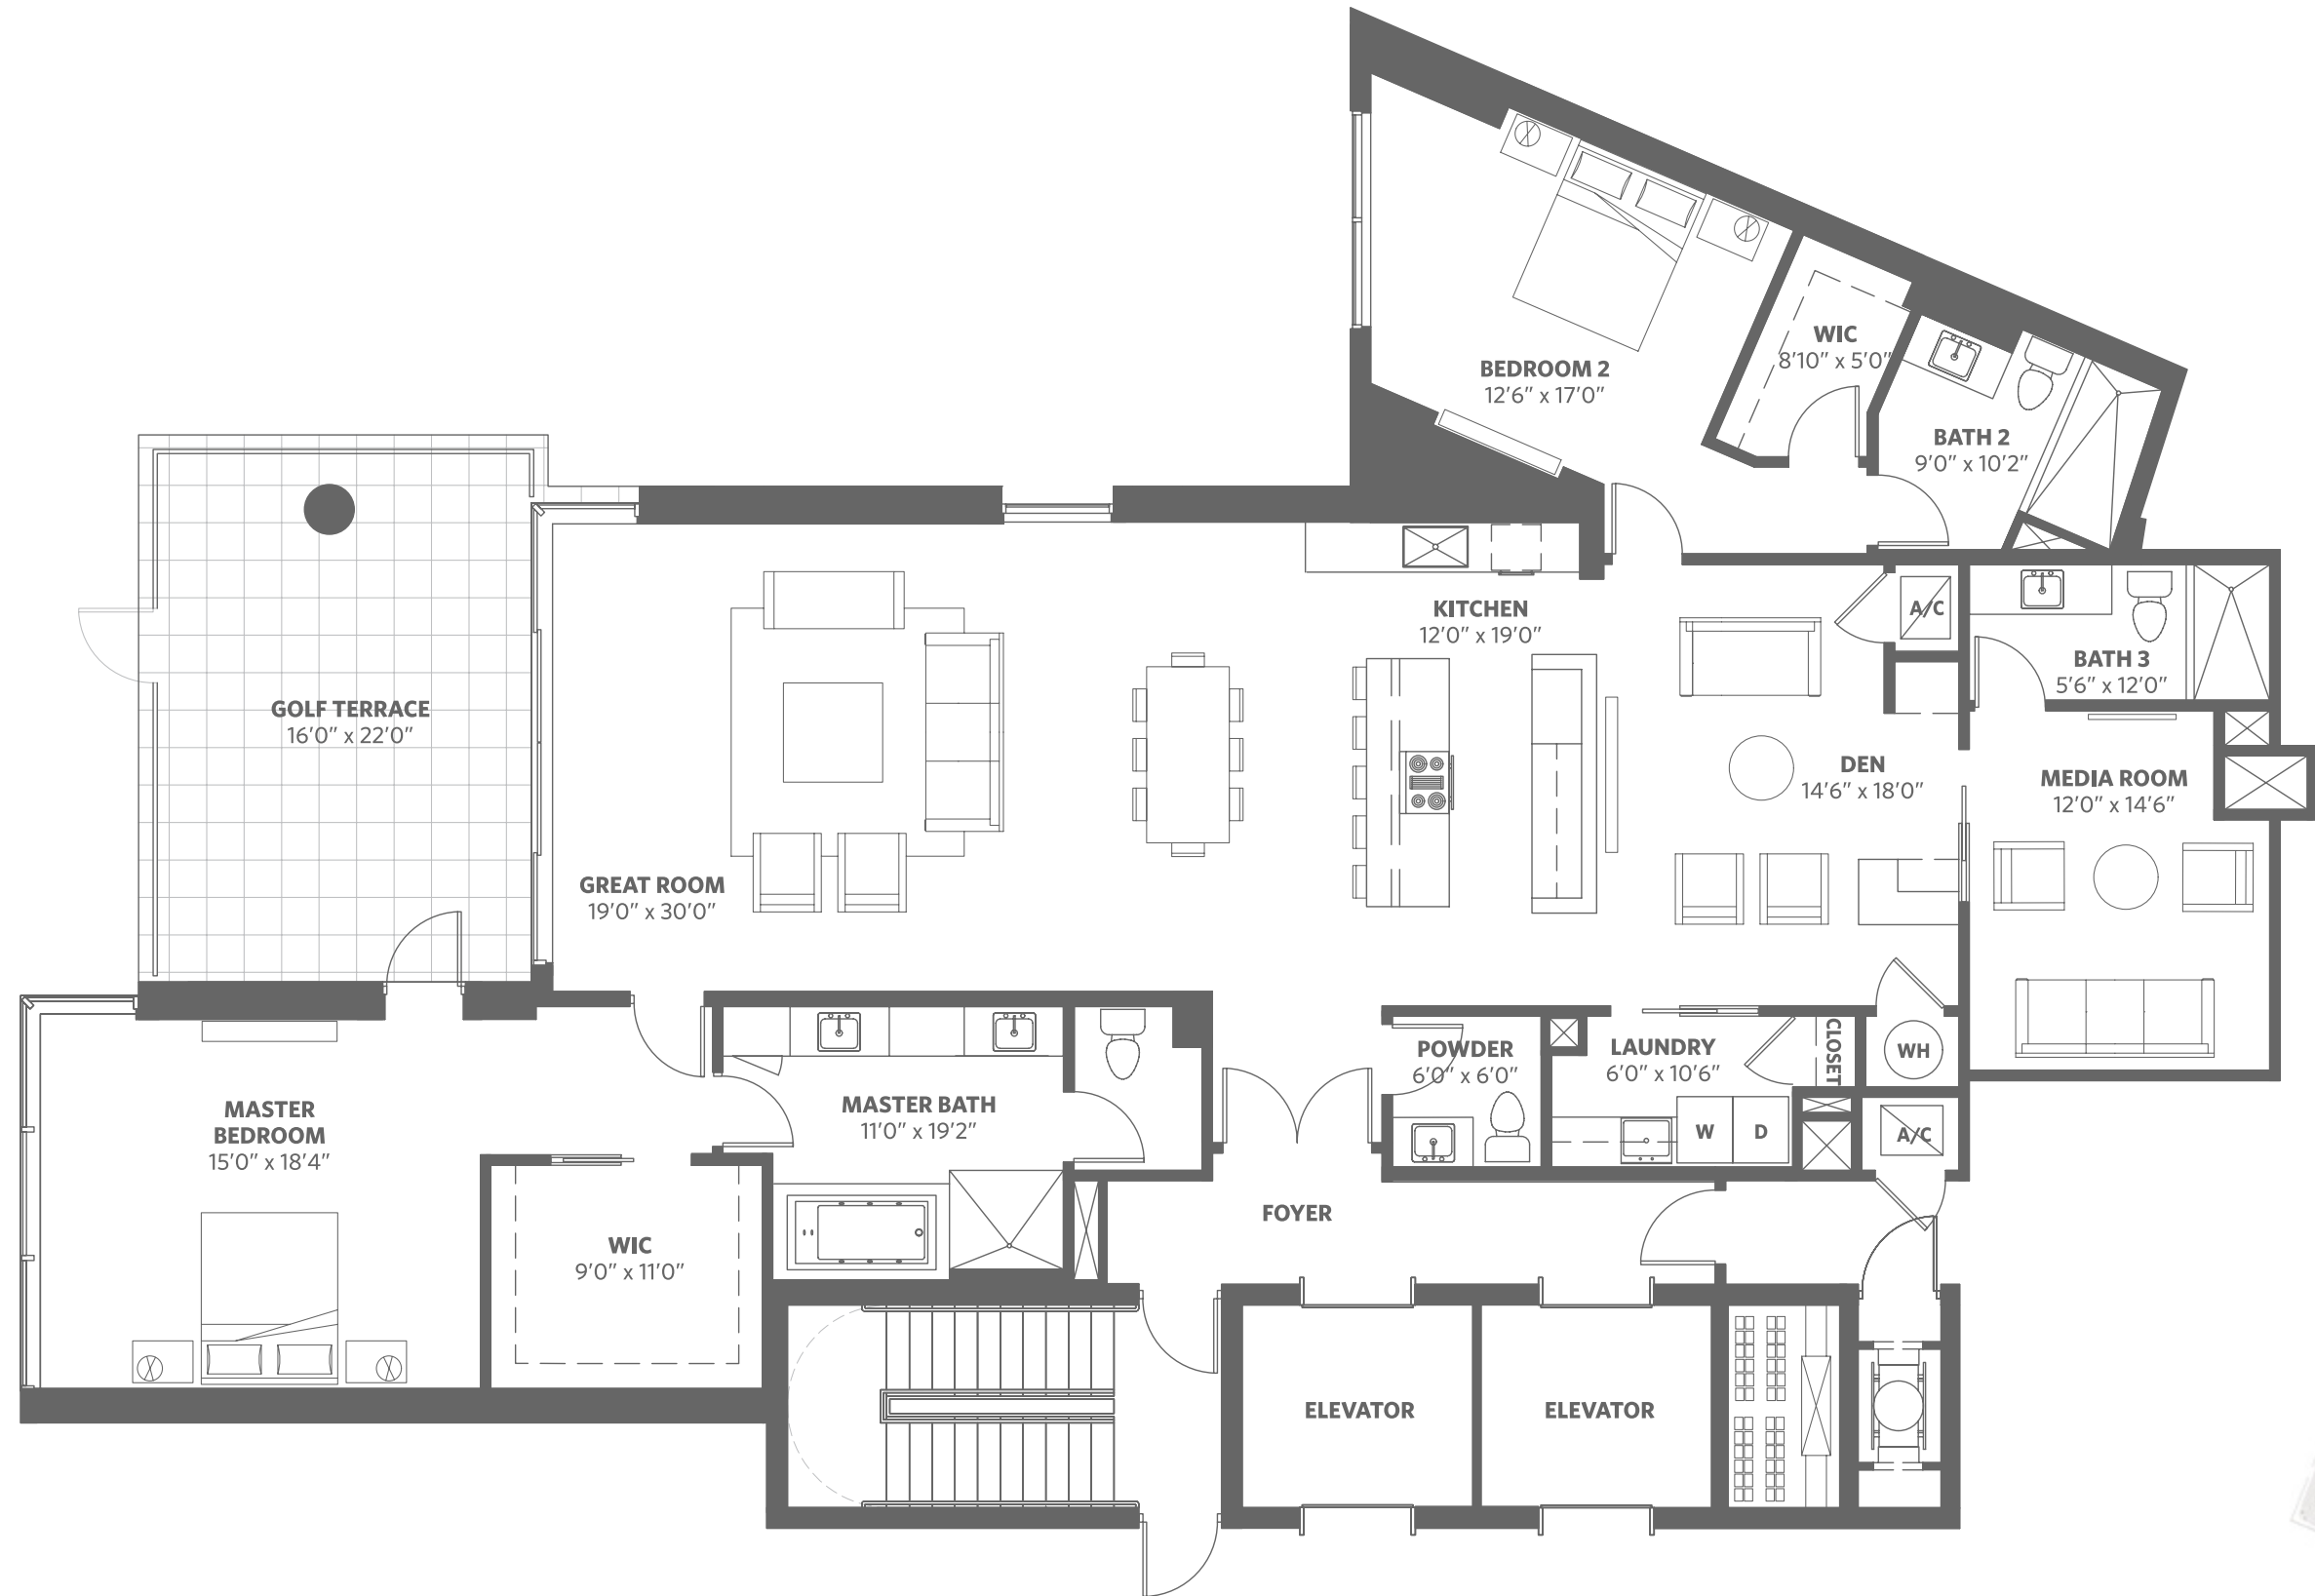 WIC
8'10" x 5'0"
BEDROOM 2
12'6" x 17'0"
BATH 2
9'0" x 10'2"
KITCHEN
12'0" x 19'0"
A/C
BATH 3
5'6" x 12'0"
GOLF TERRACE
16'0" x 22'0"
DEN
14'6" x 18'0"
MEDIA ROOM
12'0" x 14'6"
GREAT ROOM
19'0" x 30'0"
POWDER
6'0" x 6'0"
LAUNDRY
6'0" x 10'6"
CLOSET
WH
MASTER
BEDROOM
15'0" x 18'4"
MASTER BATH
11'0" x 19'2"
W
D
A/C
FOYER
WIC
9'0" x 11'0"
ELEVATOR
ELEVATOR